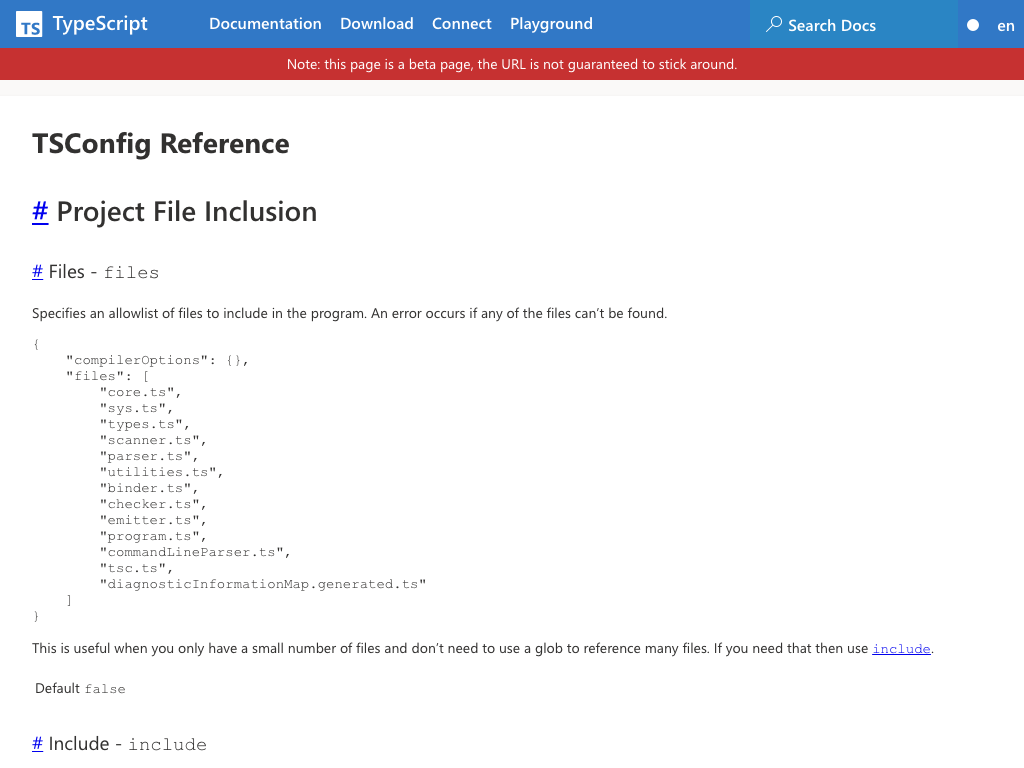 TS TypeScript Documentation Download Connect Playground Search Docs en
Note: this page is a beta page, the URL is not guaranteed to stick around.
TSConfig Reference
# Project File Inclusion
# Files - files
Specifies an allowlist of files to include in the program. An error occurs if any of the files can’t be found.
{
    "compilerOptions": {},
    "files": [
        "core.ts",
        "sys.ts",
        "types.ts",
        "scanner.ts",
        "parser.ts",
        "utilities.ts",
        "binder.ts",
        "checker.ts",
        "emitter.ts",
        "program.ts",
        "commandLineParser.ts",
        "tsc.ts",
        "diagnosticInformationMap.generated.ts"
    ]
}
This is useful when you only have a small number of files and don’t need to use a glob to reference many files. If you need that then use include.
Default false
# Include - include